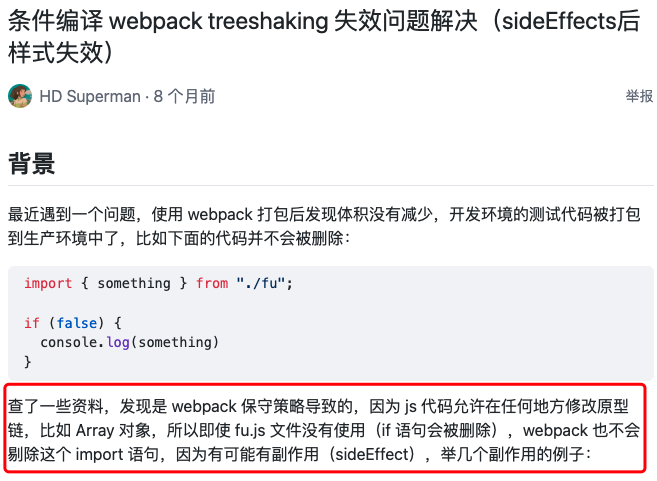 条件编译 webpack treeshaking 失效问题解决（sideEffects后
样式失效）
HD Superman · 8 个月前
举报
背景
最近遇到一个问题，使用 webpack 打包后发现体积没有减少，开发环境的测试代码被打包
到生产环境中了，比如下面的代码并不会被删除：
import { something } from "./fu";
if (false) {
  console.log(something)
}
查了一些资料，发现是 webpack 保守策略导致的，因为 js 代码允许在任何地方修改原型
链，比如 Array 对象，所以即使 fu.js 文件没有使用（if 语句会被删除），webpack 也不会
剔除这个 import 语句，因为有可能有副作用（sideEffect），举几个副作用的例子：